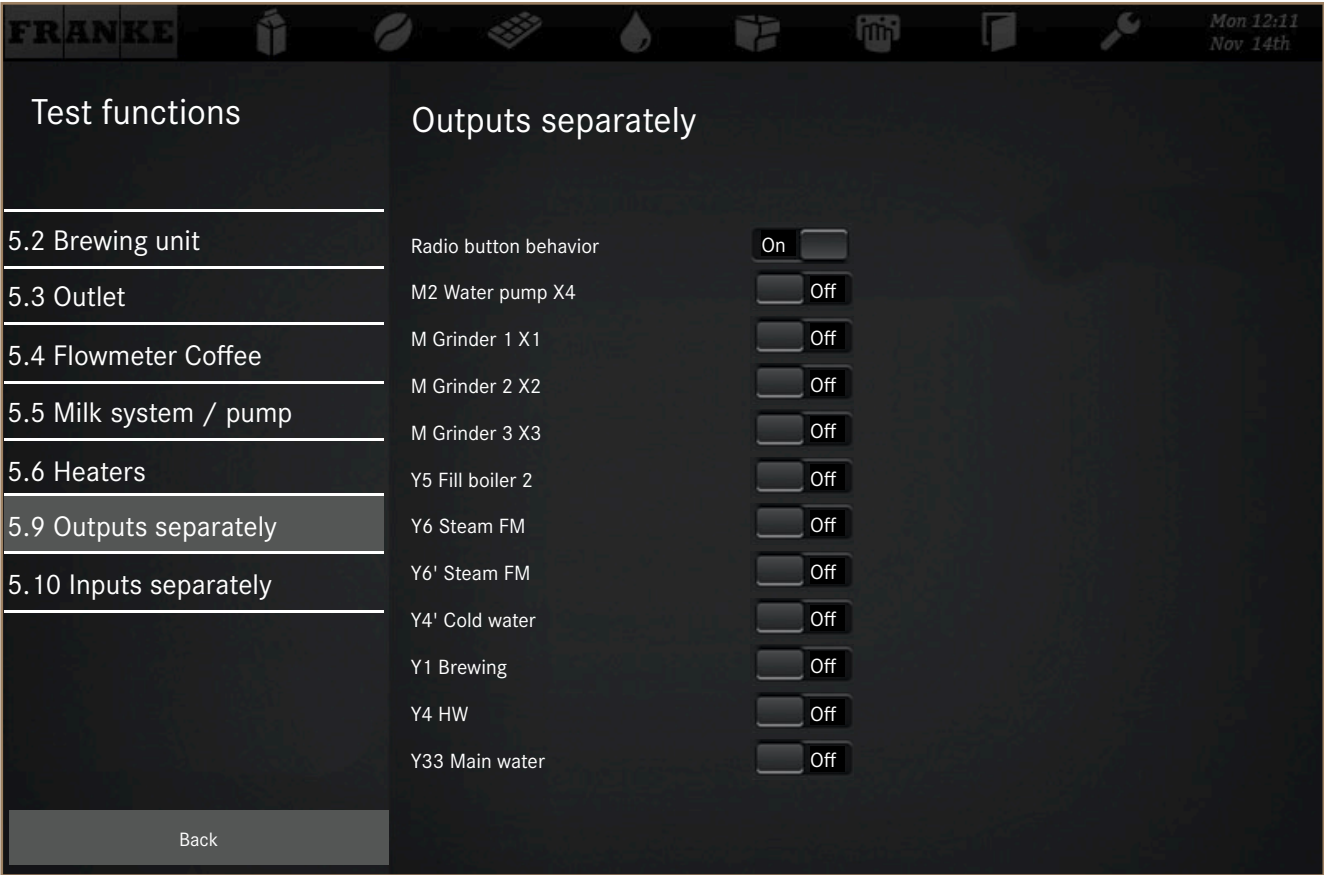 FRANKE
Mon 12:11
Nov 14th
Test functions
5.2 Brewing unit
5.3 Outlet
5.4 Flowmeter Coffee
5.5 Milk system / pump
5.6 Heaters
5.9 Outputs separately
5.10 Inputs separately
Back
Outputs separately
Radio button behavior On
M2 Water pump X4 Off
M Grinder 1 X1 Off
M Grinder 2 X2 Off
M Grinder 3 X3 Off
Y5 Fill boiler 2 Off
Y6 Steam FM Off
Y6' Steam FM Off
Y4' Cold water Off
Y1 Brewing Off
Y4 HW Off
Y33 Main water Off